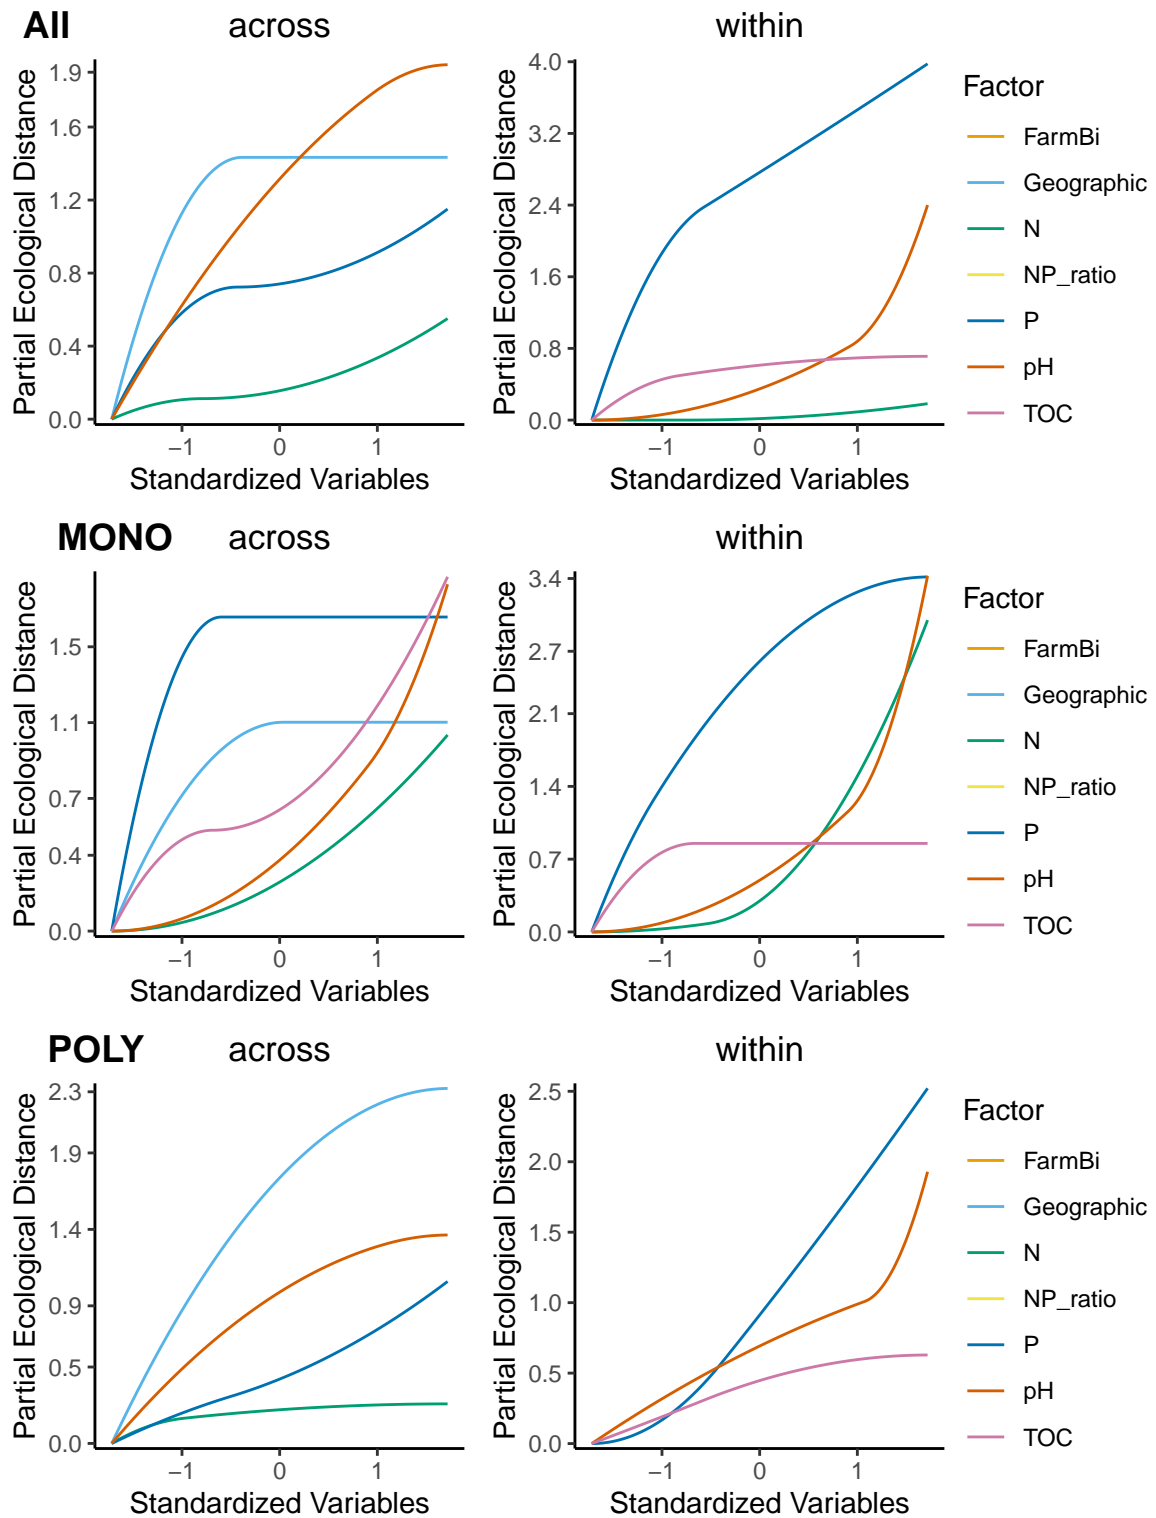 All across within
Partial Ecological Distance
1.9
1.6
1.2
0.8
0.4
0.0
−1 0 1
Standardized Variables
Partial Ecological Distance
4.0
3.2
2.4
1.6
0.8
0.0
−1 0 1
Standardized Variables
Factor
FarmBi
Geographic
N
NP_ratio
P
pH
TOC
MONO across within
Partial Ecological Distance
1.5
1.1
0.7
0.4
0.0
−1 0 1
Standardized Variables
Partial Ecological Distance
3.4
2.7
2.1
1.4
0.7
0.0
−1 0 1
Standardized Variables
Factor
FarmBi
Geographic
N
NP_ratio
P
pH
TOC
POLY across within
Partial Ecological Distance
2.3
1.9
1.4
0.9
0.5
0.0
−1 0 1
Standardized Variables
Partial Ecological Distance
2.5
2.0
1.5
1.0
0.5
0.0
−1 0 1
Standardized Variables
Factor
FarmBi
Geographic
N
NP_ratio
P
pH
TOC